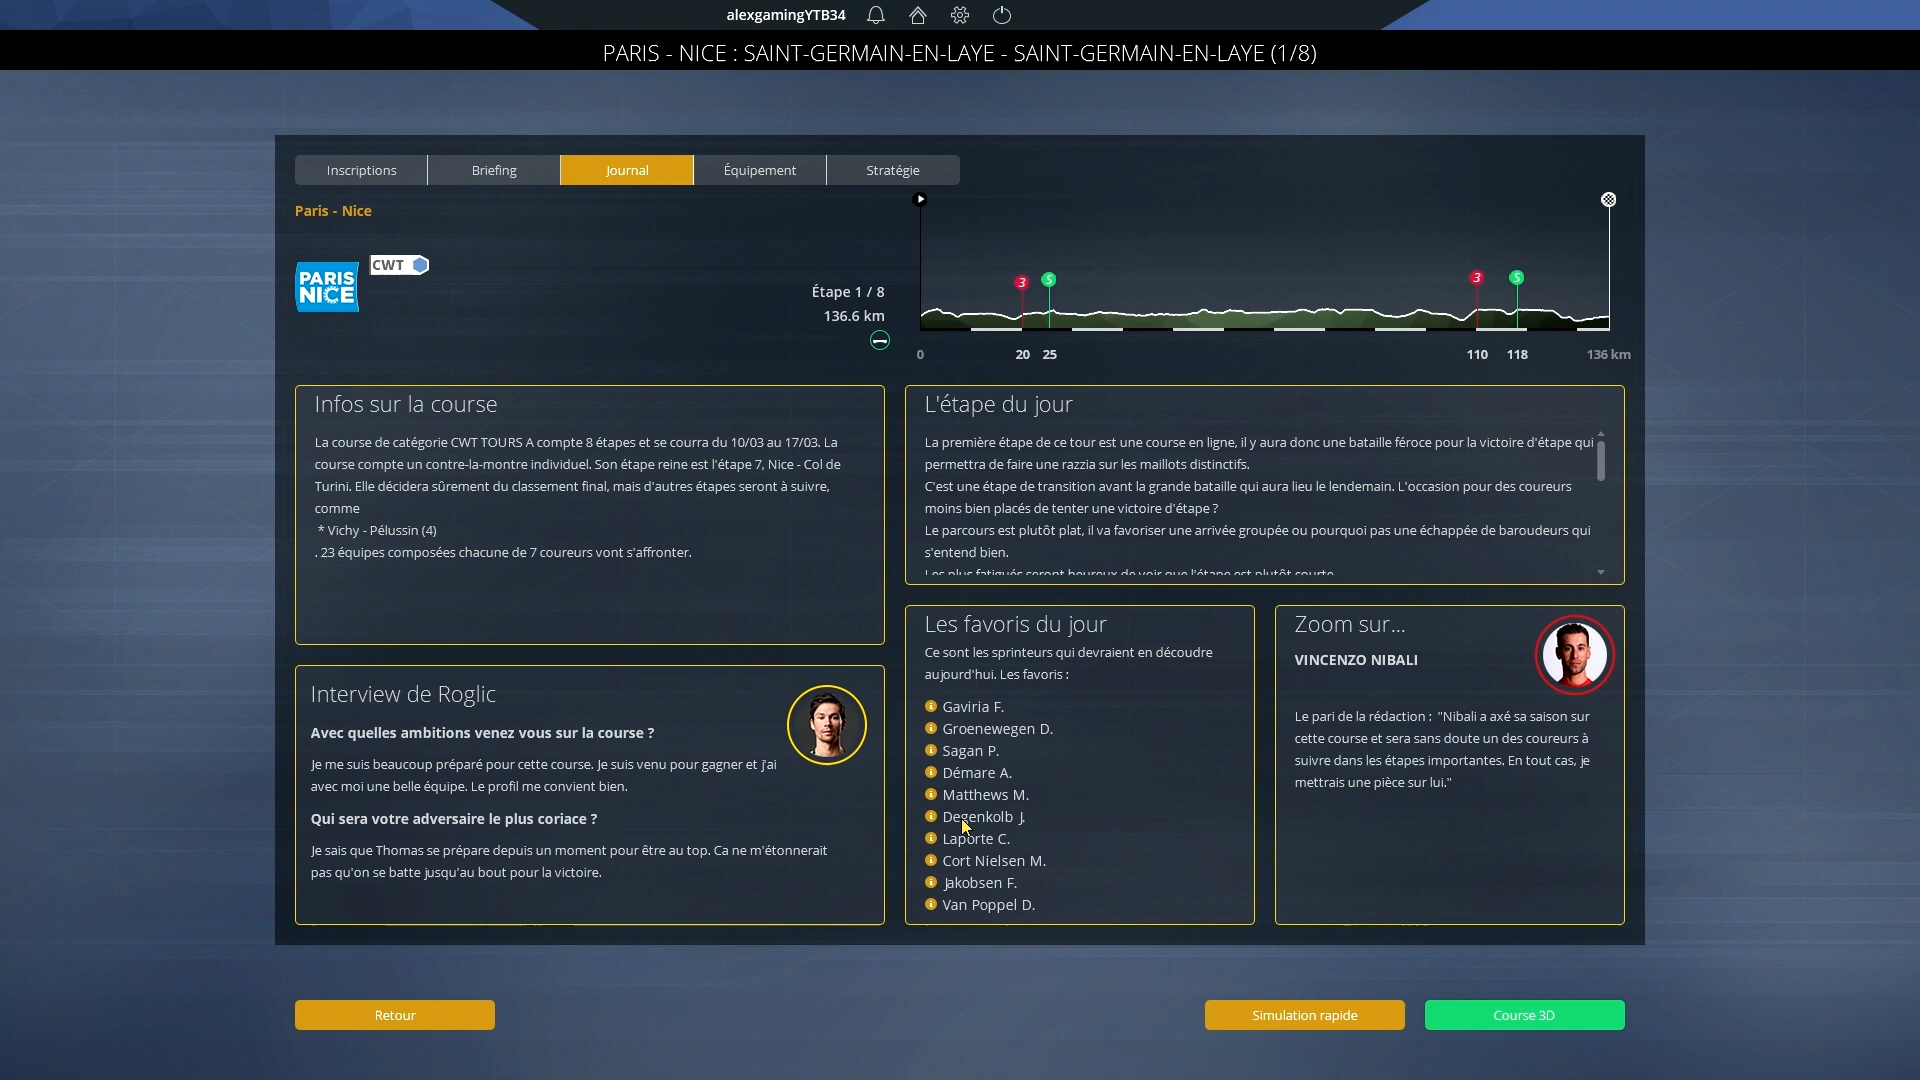 alexgamingYTB34
PARIS - NICE : SAINT-GERMAIN-EN-LAYE - SAINT-GERMAIN-EN-LAYE (1/8)
Inscriptions
Briefing
Journal
Équipement
Stratégie
Paris - Nice
PARIS
NICE
CWT
Étape 1 / 8
136.6 km
3
S
3
S
0
20
25
110
118
136 km
Infos sur la course
La course de catégorie CWT TOURS A compte 8 étapes et se courra du 10/03 au 17/03. La
course compte un contre-la-montre individuel. Son étape reine est l'étape 7, Nice - Col de
Turini. Elle décidera sûrement du classement final, mais d'autres étapes seront à suivre,
comme
* Vichy - Pélussin (4)
. 23 équipes composées chacune de 7 coureurs vont s'affronter.
L'étape du jour
La première étape de ce tour est une course en ligne, il y aura donc une bataille féroce pour la victoire d'étape qui
permettra de faire une razzia sur les maillots distinctifs.
C'est une étape de transition avant la grande bataille qui aura lieu le lendemain. L'occasion pour des coureurs
moins bien placés de tenter une victoire d'étape ?
Le parcours est plutôt plat, il va favoriser une arrivée groupée ou pourquoi pas une échappée de baroudeurs qui
s'entend bien.
Les plus fatigués seront heureux de voir que l'étape est plutôt courte.
Interview de Roglic
Avec quelles ambitions venez vous sur la course ?
Je me suis beaucoup préparé pour cette course. Je suis venu pour gagner et j'ai
avec moi une belle équipe. Le profil me convient bien.
Qui sera votre adversaire le plus coriace ?
Je sais que Thomas se prépare depuis un moment pour être au top. Ca ne m'étonnerait
pas qu'on se batte jusqu'au bout pour la victoire.
Les favoris du jour
Ce sont les sprinteurs qui devraient en découdre
aujourd'hui. Les favoris :
Gaviria F.
Groenewegen D.
Sagan P.
Démare A.
Matthews M.
Degenkolb J.
Laporte C.
Cort Nielsen M.
Jakobsen F.
Van Poppel D.
Zoom sur...
VINCENZO NIBALI
Le pari de la rédaction : "Nibali a axé sa saison sur
cette course et sera sans doute un des coureurs à
suivre dans les étapes importantes. En tout cas, je
mettrais une pièce sur lui."
Retour
Simulation rapide
Course 3D